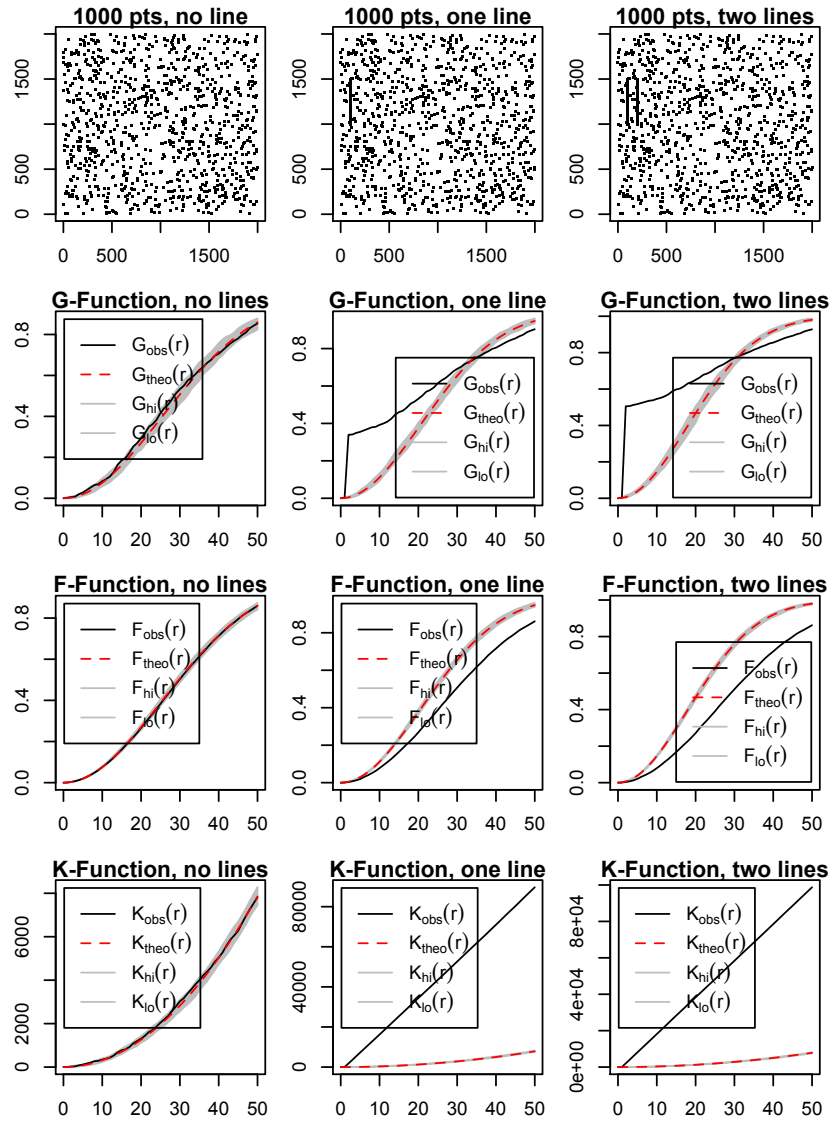 1000 pts, no line
1000 pts, one line
1000 pts, two lines
0 500 1500
0 500 1500
0 500 1500
0 500 1500
0 500 1500
0 500 1500
G-Function, no lines
G-Function, one line
G-Function, two lines
0.0 0.4 0.8
Gobs(r)
Gtheo(r)
Ghi(r)
Glo(r)
0 10 20 30 40 50
0.0 0.4 0.8
Gobs(r)
Gtheo(r)
Ghi(r)
Glo(r)
0 10 20 30 40 50
0.0 0.4 0.8
Gobs(r)
Gtheo(r)
Ghi(r)
Glo(r)
0 10 20 30 40 50
F-Function, no lines
F-Function, one line
F-Function, two lines
0.0 0.4 0.8
Fobs(r)
Ftheo(r)
Fhi(r)
Flo(r)
0 10 20 30 40 50
0.0 0.4 0.8
Fobs(r)
Ftheo(r)
Fhi(r)
Flo(r)
0 10 20 30 40 50
0.0 0.4 0.8
Fobs(r)
Ftheo(r)
Fhi(r)
Flo(r)
0 10 20 30 40 50
K-Function, no lines
K-Function, one line
K-Function, two lines
0 2000 6000
Kobs(r)
Ktheo(r)
Khi(r)
Klo(r)
0 10 20 30 40 50
0 40000 80000
Kobs(r)
Ktheo(r)
Khi(r)
Klo(r)
0 10 20 30 40 50
0e+00 4e+04 8e+04
Kobs(r)
Ktheo(r)
Khi(r)
Klo(r)
0 10 20 30 40 50